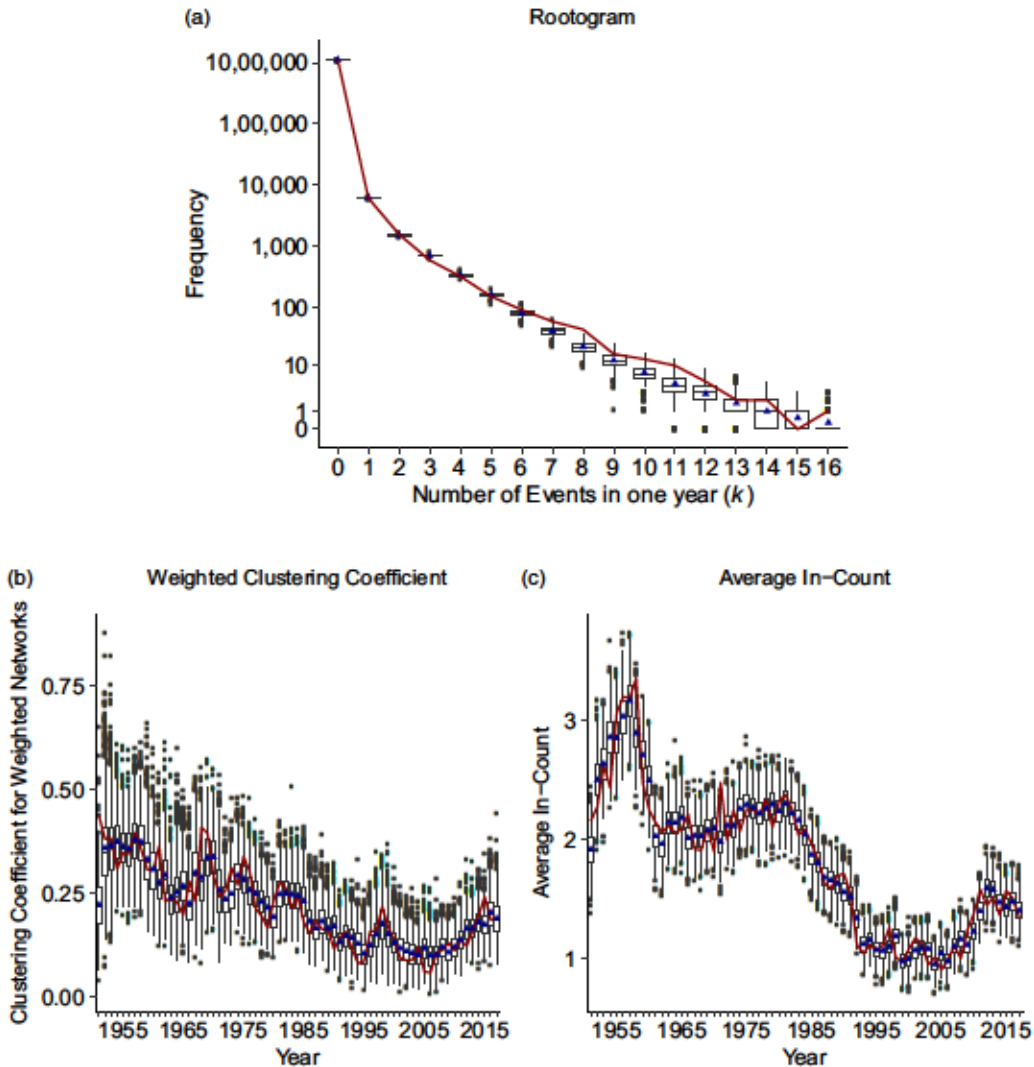 (a) Rootogram
10,00,000
1,00,000
10,000
1,000
100
10
1
0
Frequency
0 1 2 3 4 5 6 7 8 9 10 11 12 13 14 15 16
Number of Events in one year (k)
(b) Weighted Clustering Coefficient
Clustering Coefficient for Weighted Networks
0.75
0.50
0.25
0.00
1955 1965 1975 1985 1995 2005 2015
Year
(c) Average In−Count
Average In−Count
3
2
1
1955 1965 1975 1985 1995 2005 2015
Year